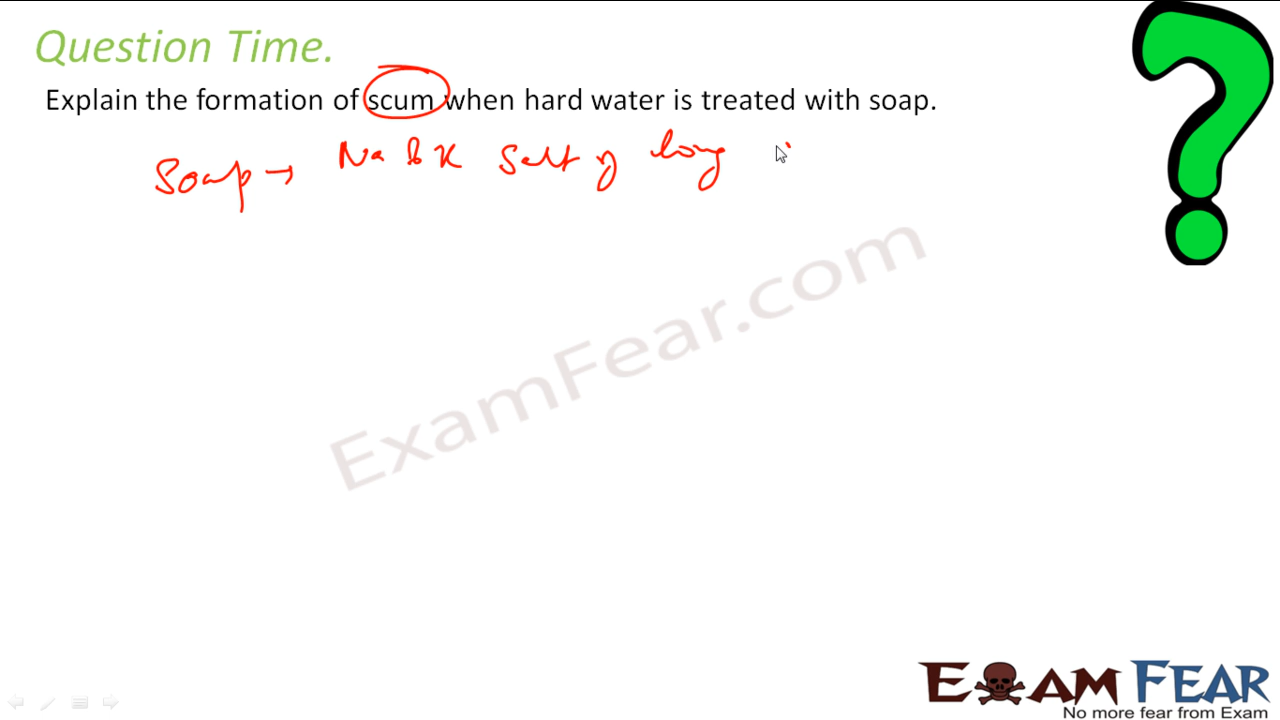 Question Time.
Explain the formation of scum when hard water is treated with soap.
Soap → Na & K Salt of long
ExamFear.com
EXAM FEAR
No more fear from Exam